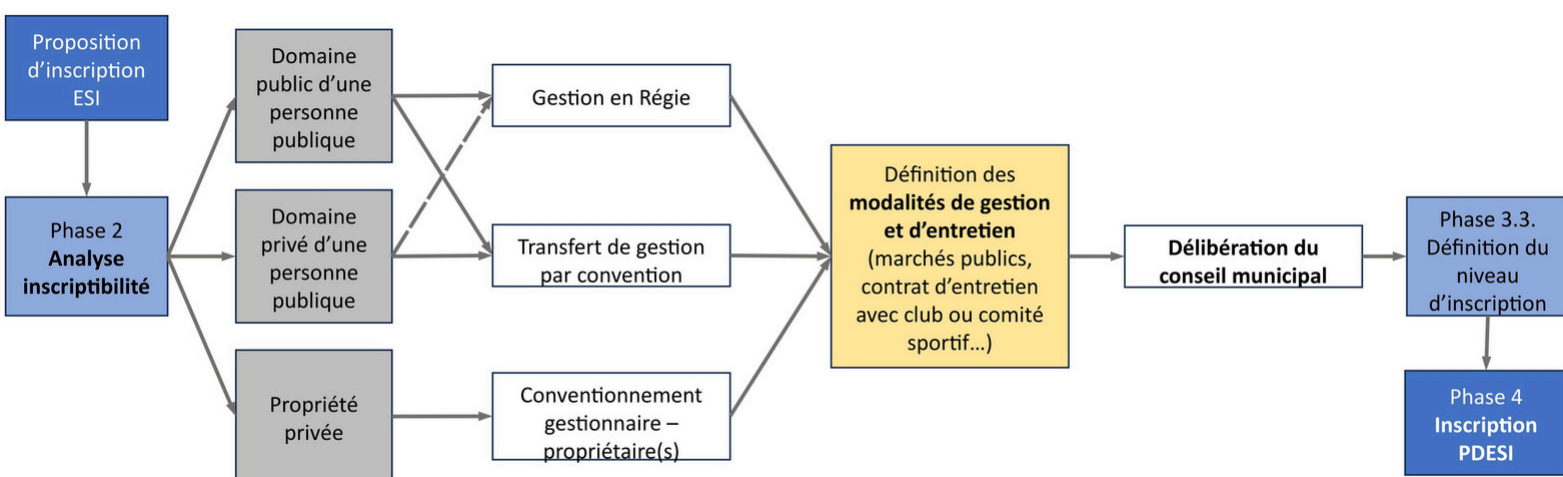 Proposition
d’inscription
ESI
Phase 2
Analyse
inscriptibilité
Domaine
public d’une
personne
publique
Domaine
privé d’une
personne
publique
Propriété
privée
Gestion en Régie
Transfert de gestion
par convention
Conventionnement
gestionnaire –
propriétaire(s)
Définition des
modalités de gestion
et d’entretien
(marchés publics,
contrat d’entretien
avec club ou comité
sportif…)
Délibération du
conseil municipal
Phase 3.3.
Définition du
niveau
d’inscription
Phase 4
Inscription
PDESI